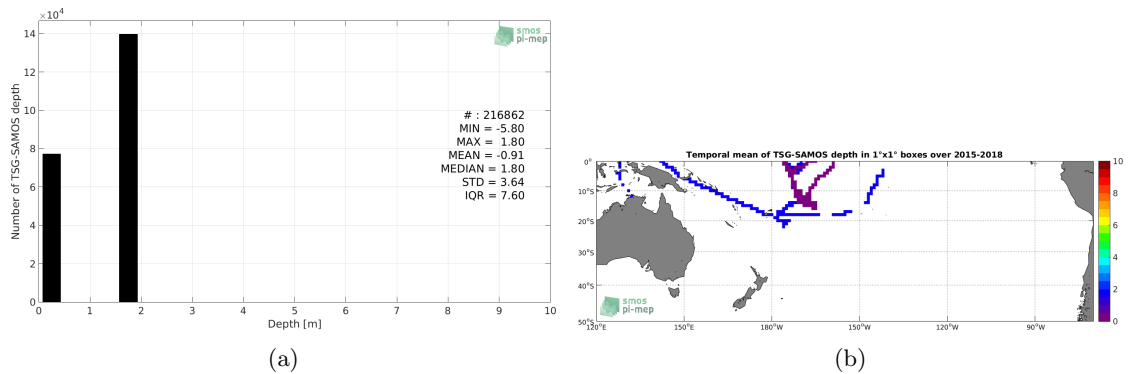 ×10⁴
14
12
10
8
6
4
2
0
Number of TSG-SAMOS depth
smos
pi-mep
# : 216862
MIN = -5.80
MAX = 1.80
MEAN = -0.91
MEDIAN = 1.80
STD = 3.64
IQR = 7.60
0 1 2 3 4 5 6 7 8 9 10
Depth [m]
(a)
Temporal mean of TSG-SAMOS depth in 1°x1° boxes over 2015-2018
0°
10°S
20°S
30°S
40°S
50°S
120°E 150°E 180°W 150°W 120°W 90°W
smos
pi-mep
10
8
6
4
2
0
(b)